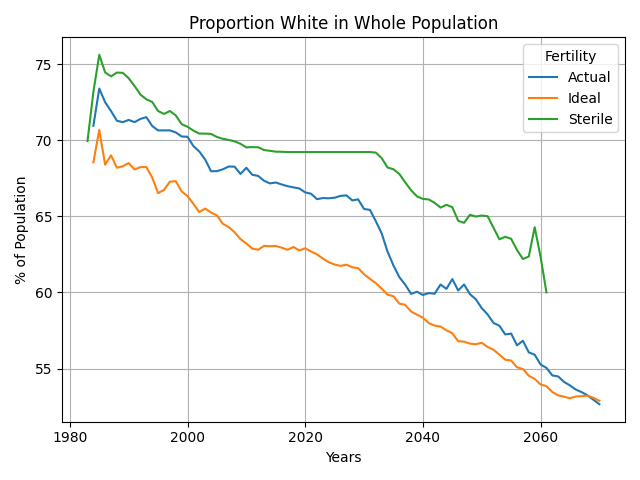 Proportion White in Whole Population
Fertility
Actual
Ideal
Sterile
% of Population
75
70
65
60
55
1980
2000
2020
2040
2060
Years